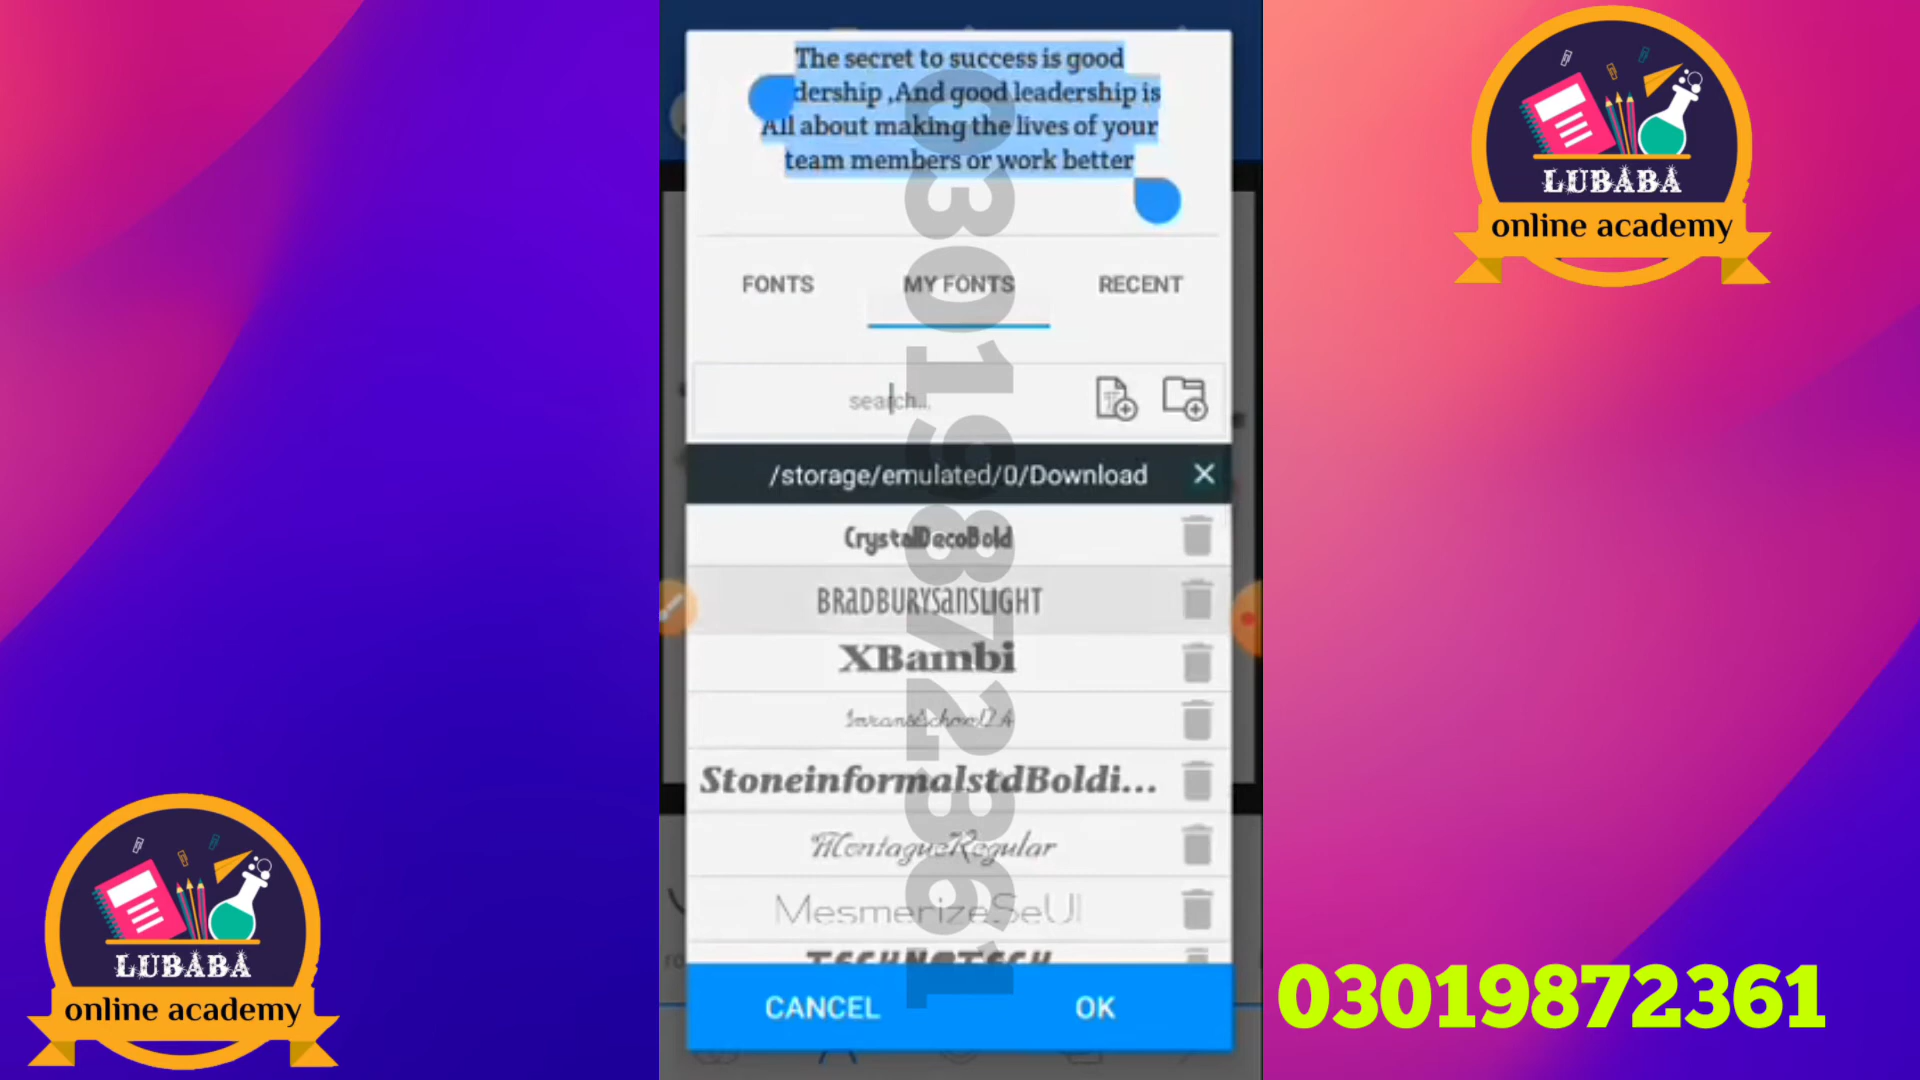 The secret to success is good
dership ,And good leadership is
All about making the lives of your
team members or work better
FONTS
MY FONTS
RECENT
search...
/storage/emulated/0/Download
CrystalDecoBold
BRaDBURYSaNSLIGHT
XBambi
StoneinformalstdBoldi...
MontagueRegular
MesmerizeSeUI
CANCEL
OK
03019872361
LUBABA
online academy
LUBABA
online academy
03019872361